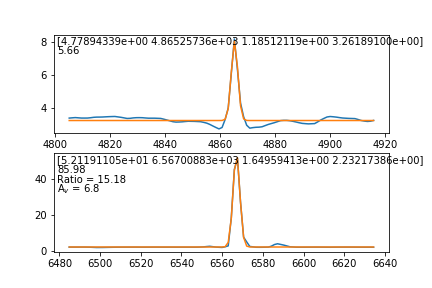 [4.77894339e+00 4.86525736e+03 1.18512119e+00 3.26189100e+00]
5.66
8
6
4
4800 4820 4840 4860 4880 4900 4920
[5.21191105e+01 6.56700883e+03 1.64959413e+00 2.23217386e+00]
85.98
Ratio = 15.18
Av = 6.8
40
20
0
6480 6500 6520 6540 6560 6580 6600 6620 6640